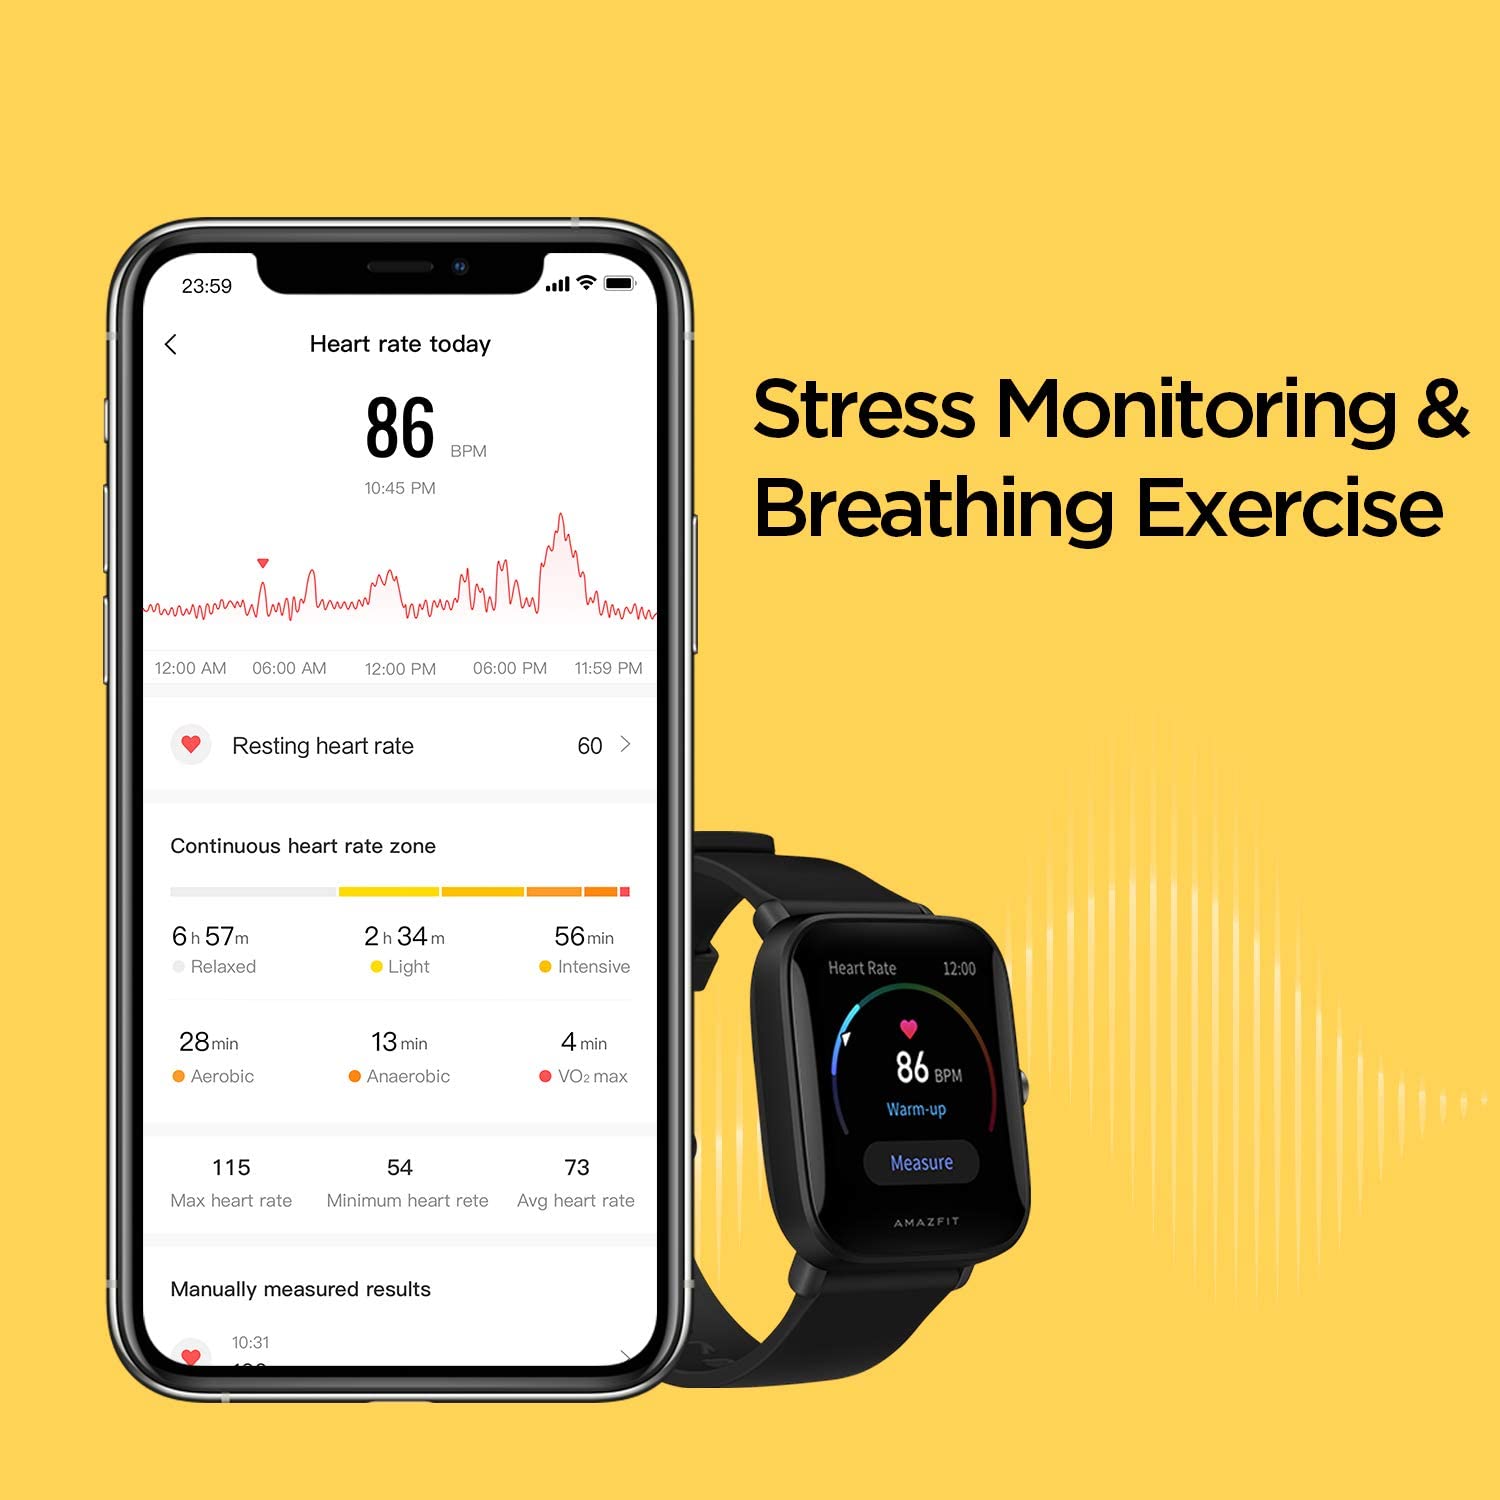 23:59
Heart rate today
86 BPM
10:45 PM
12:00 AM 06:00 AM 12:00 PM 06:00 PM 11:59 PM
Resting heart rate 60
Continuous heart rate zone
6 h 57 m 2 h 34 m 56 min
Relaxed Light Intensive
28 min 13 min 4 min
Aerobic Anaerobic VO₂ max
115 54 73
Max heart rate Minimum heart rete Avg heart rate
Manually measured results
10:31
Stress Monitoring &
Breathing Exercise
Heart Rate 12:00
86 BPM
Warm-up
Measure
AMAZFIT